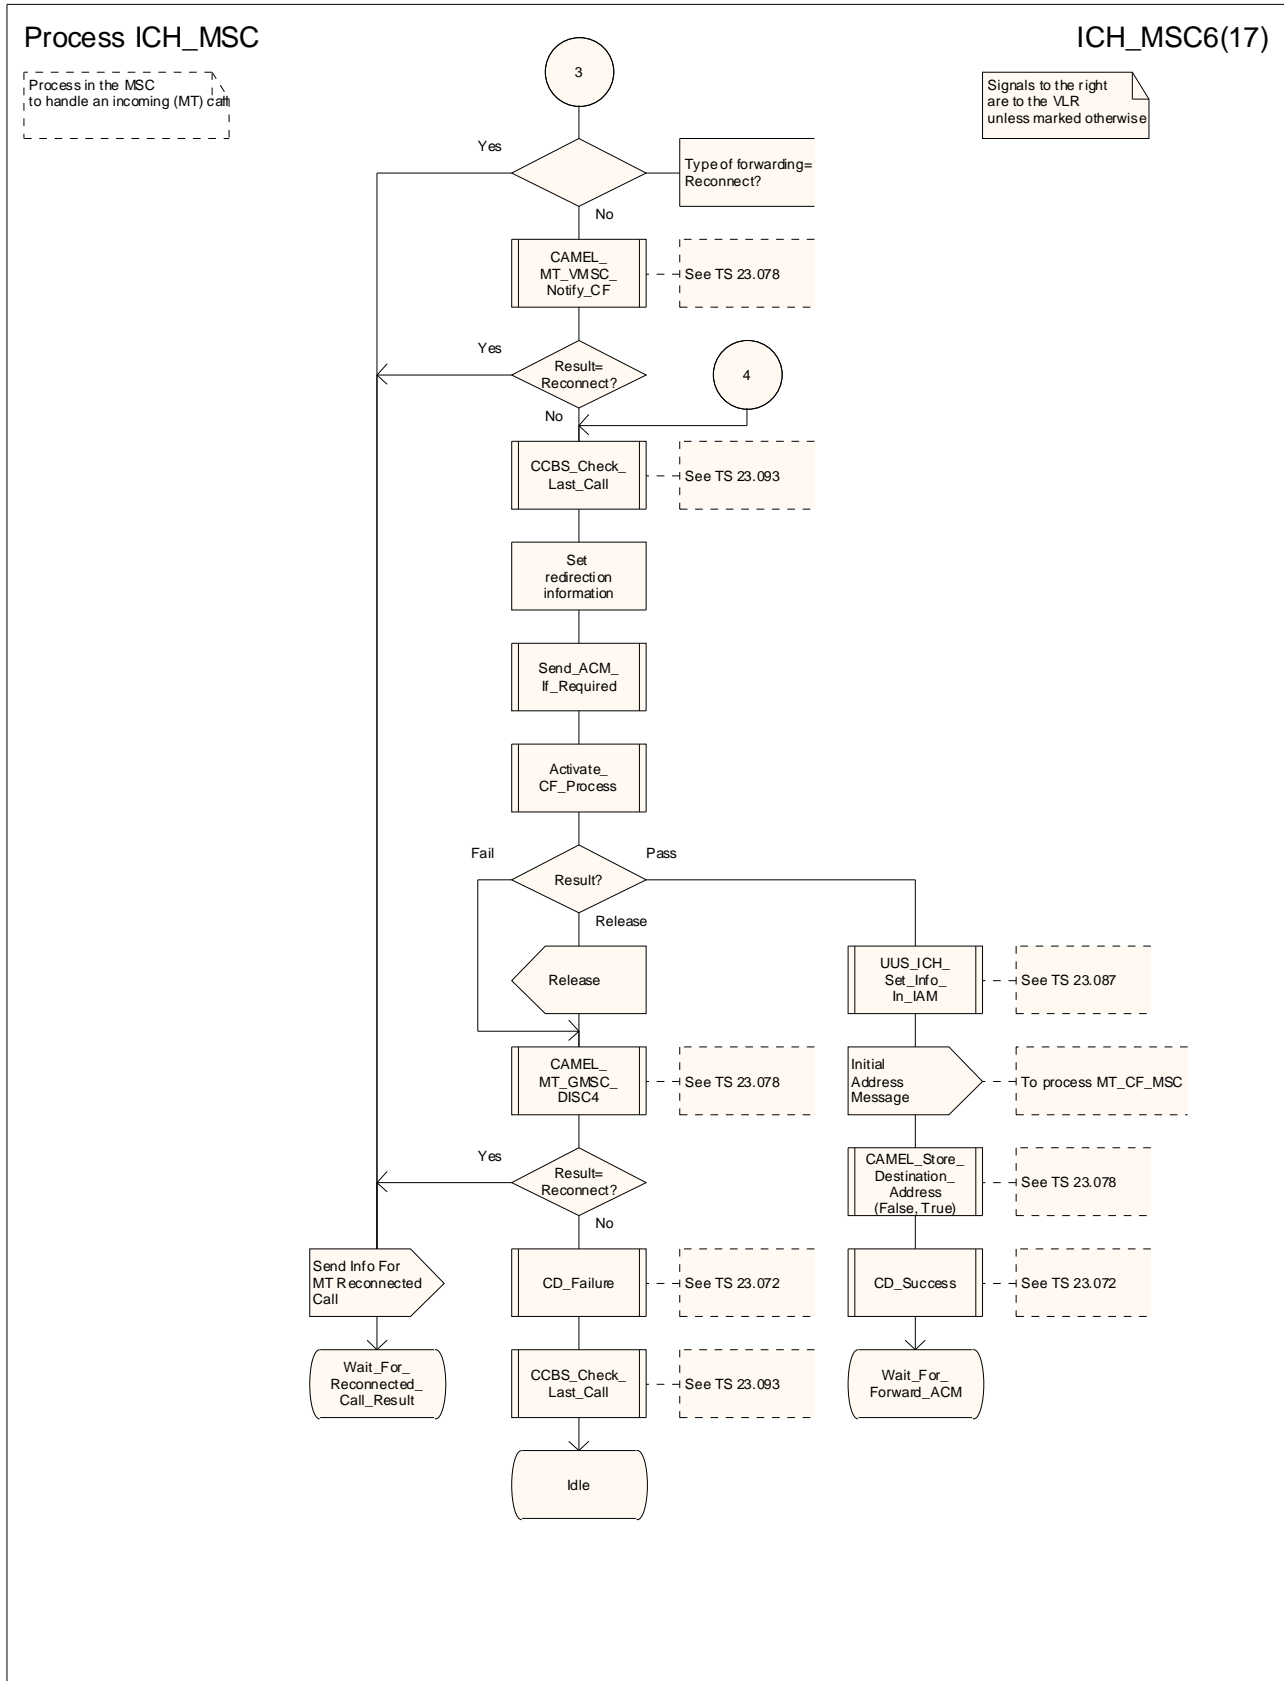 Process ICH_MSC
ICH_MSC6(17)
Process in the MSC
to handle an incoming (MT) call
Signals to the right
are to the VLR
unless marked otherwise
3
Yes
Type of forwarding=
Reconnect?
No
CAMEL_
MT_VMSC_
Notify_CF
See TS 23.078
Yes
Result=
Reconnect?
4
No
CCBS_Check_
Last_Call
See TS 23.093
Set
redirection
information
Send_ACM_
If_Required
Activate_
CF_Process
Fail
Pass
Result?
Release
Release
UUS_ICH_
Set_Info_
In_IAM
See TS 23.087
CAMEL_
MT_GMSC_
DISC4
See TS 23.078
Initial
Address
Message
To process MT_CF_MSC
Yes
Result=
Reconnect?
No
CAMEL_Store_
Destination_
Address
(False, True)
See TS 23.078
Send Info For
MT Reconnected
Call
CD_Failure
See TS 23.072
CD_Success
See TS 23.072
Wait_For_
Reconnected_
Call_Result
CCBS_Check_
Last_Call
See TS 23.093
Wait_For_
Forward_ACM
Idle